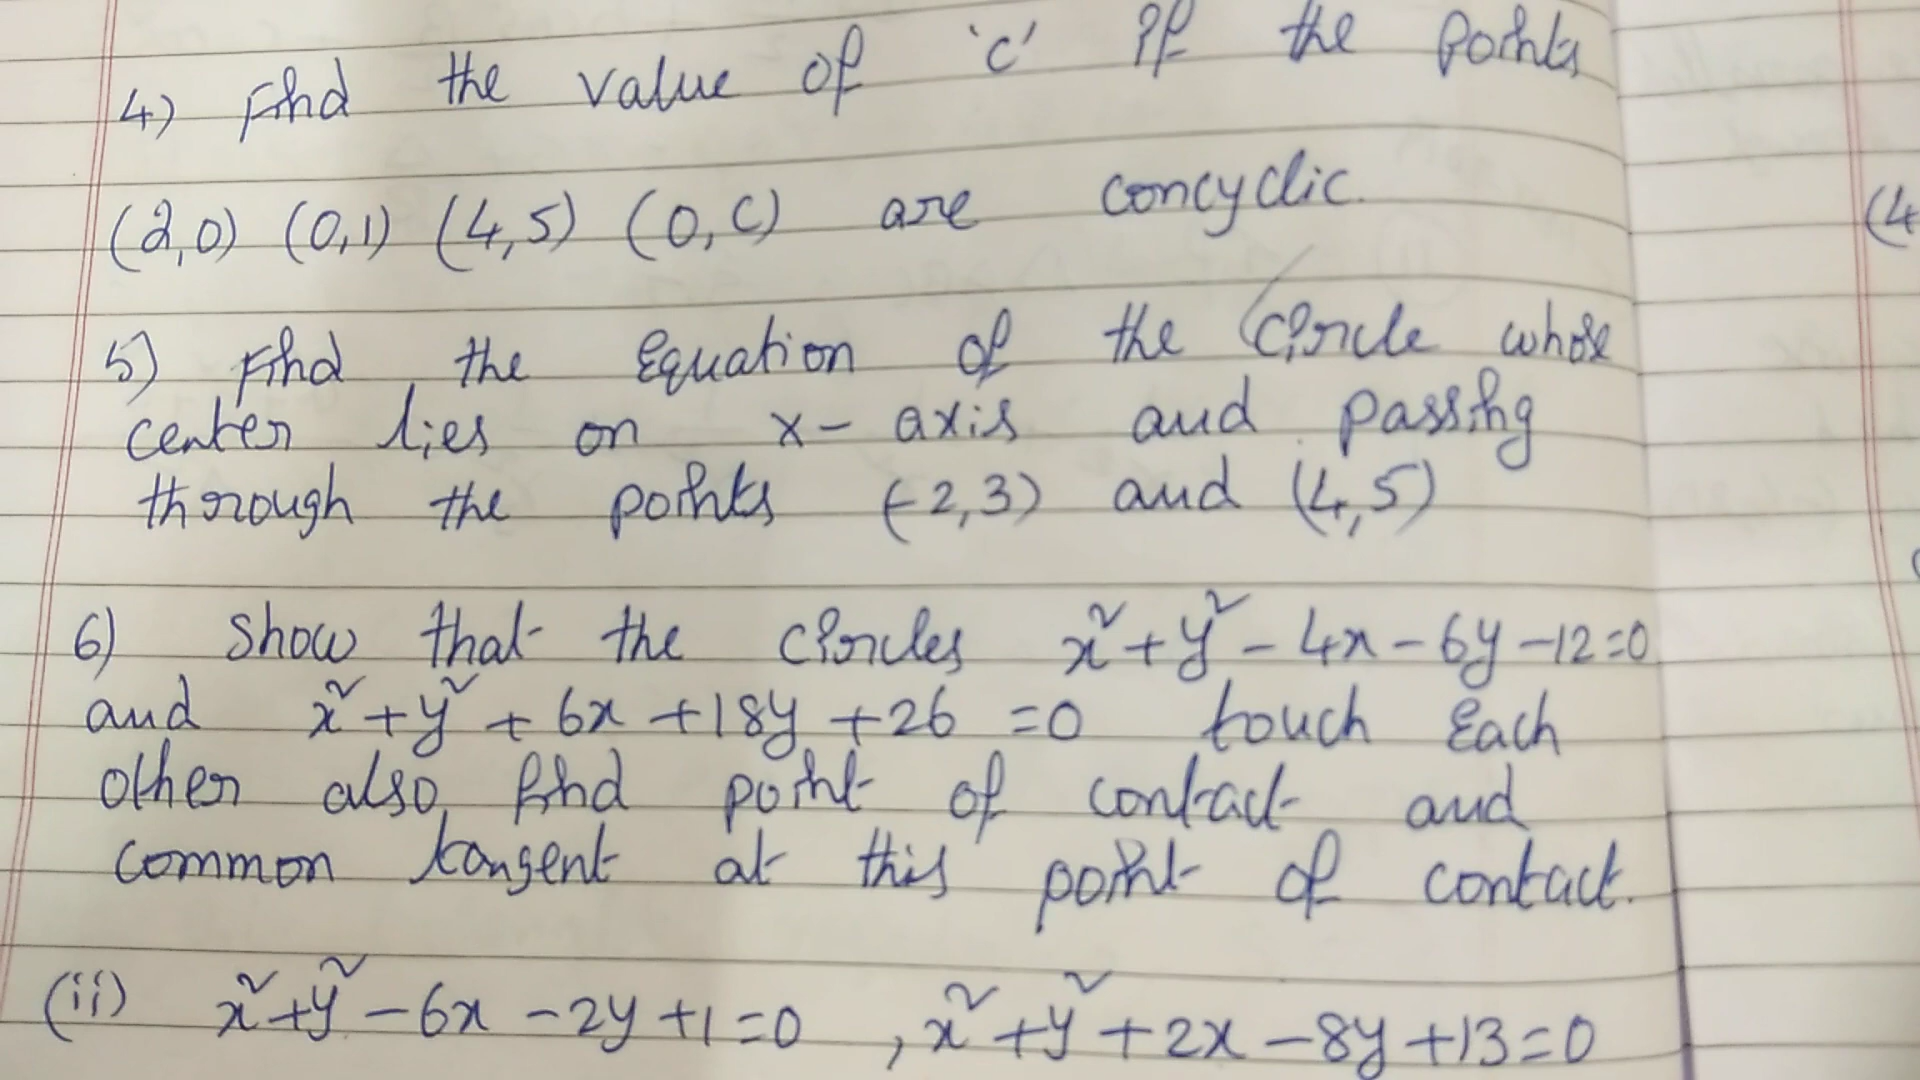 4) Find the value of 'c' if the points
(2,0) (0,1) (4,5) (0,C) are concyclic.
5) Find the Equation of the Circle whose
center lies on x-axis and passing
through the points (-2,3) and (4,5)
6) Show that the circles x²+y²-4x-6y-12=0
and x²+y²+6x+18y+26=0 touch Each
other also, find point of contact and
common tangent at this point of contact.
(ii) x²+y²-6x-2y+1=0, x²+y²+2x-8y+13=0
(4